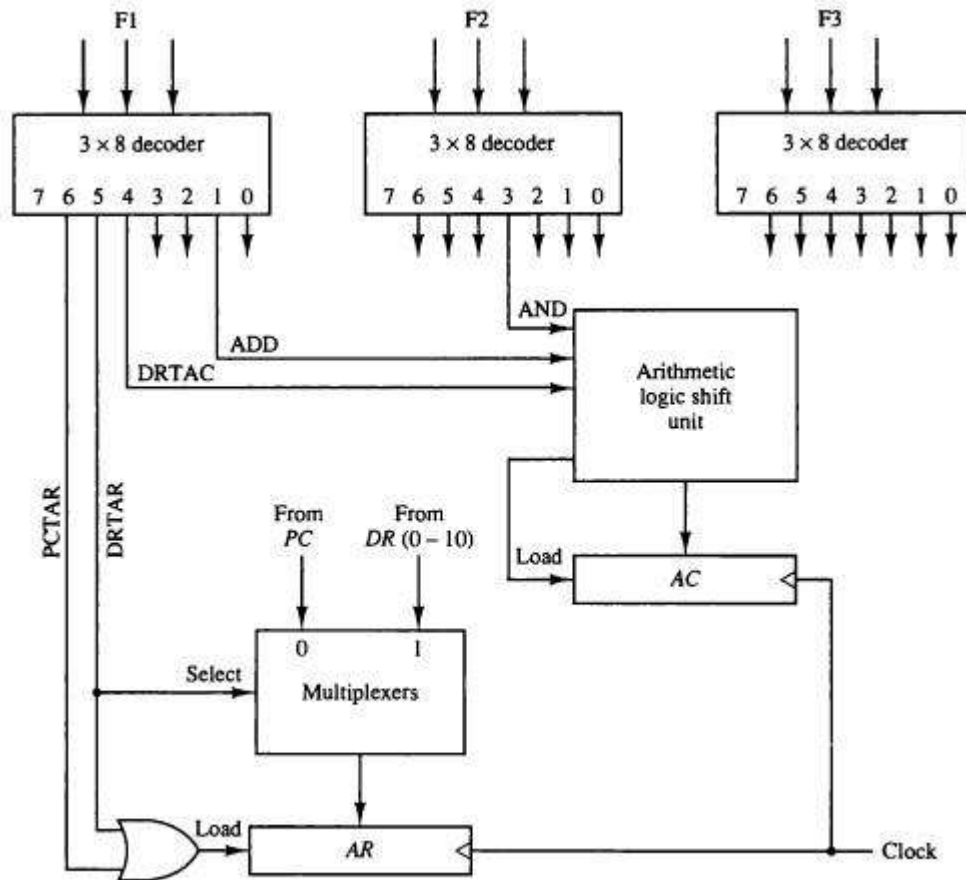 F1 F2 F3
3 × 8 decoder 3 × 8 decoder 3 × 8 decoder
7 6 5 4 3 2 1 0 7 6 5 4 3 2 1 0 7 6 5 4 3 2 1 0
AND
ADD
DRTAC
Arithmetic
logic shift
unit
PCTAR
DRTAR
From
PC
From
DR (0 – 10)
Load
AC
0 1
Select
Multiplexers
Load
AR
Clock